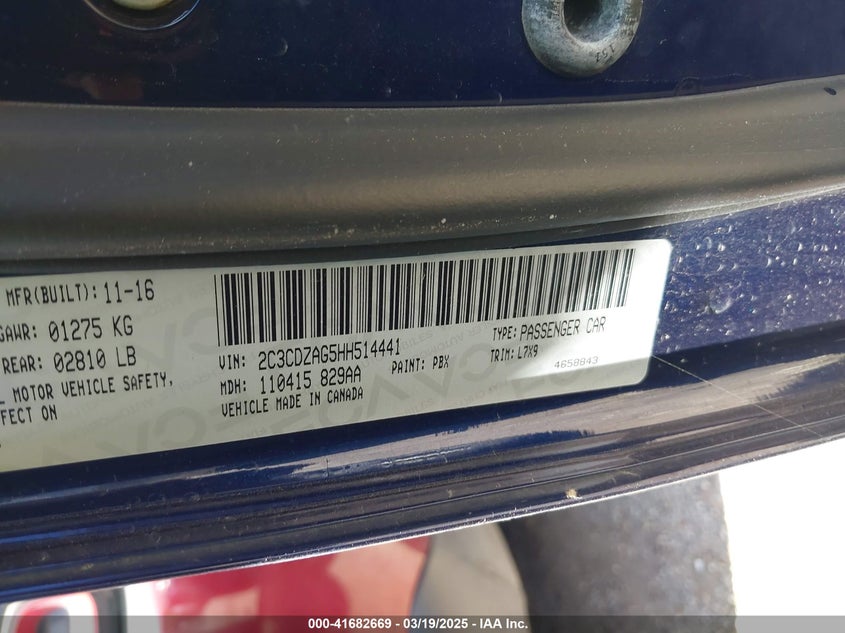 MFR(BUILT): 11-16
GAWR: 01275 KG
REAR: 02810 LB
MOTOR VEHICLE SAFETY,
FFECT ON
VIN: 2C3CDZAG5HH514441
TYPE: PASSENGER CAR
MDH: 110415 829AA
PAINT: PBX
TRIM: L7X9
VEHICLE MADE IN CANADA
4658843
000-41682669 - 03/19/2025 - IAA Inc.